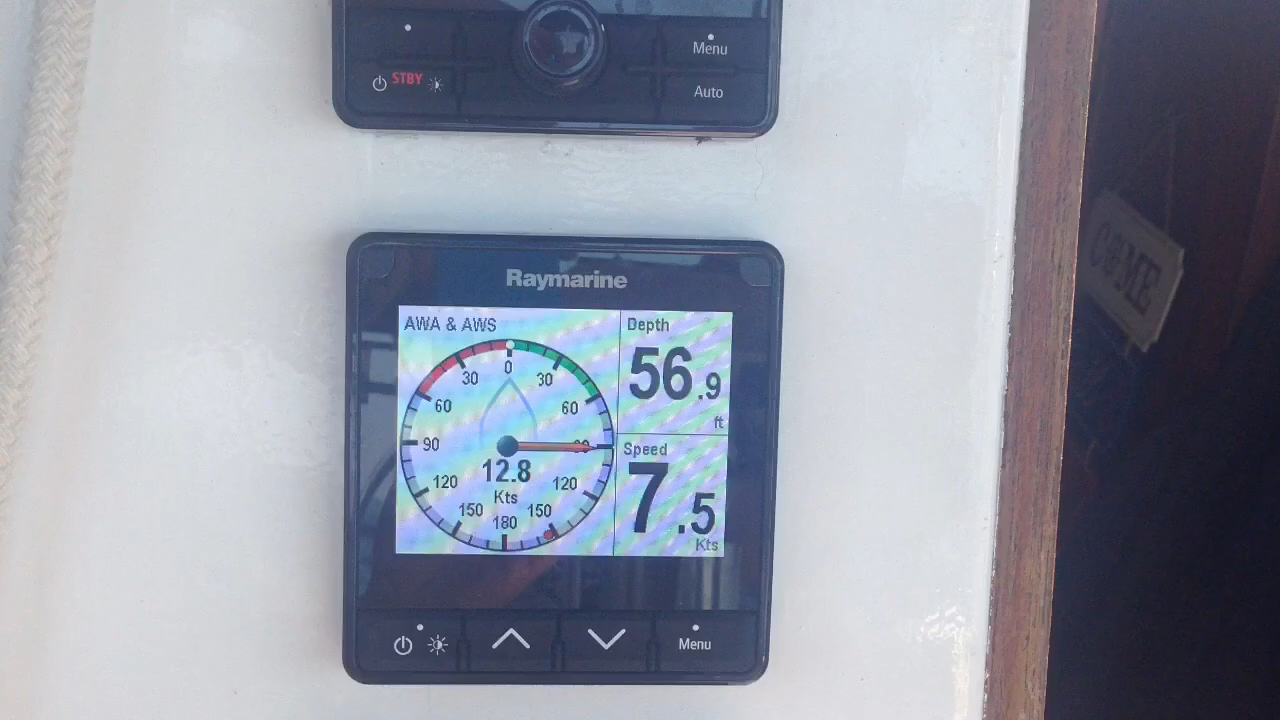 Menu
STBY
Auto
Raymarine
AWA & AWS
Depth
0
30
30
56.9
60
60
ft
90
90
Speed
12.8
7.5
120
120
Kts
150
150
180
Kts
Menu